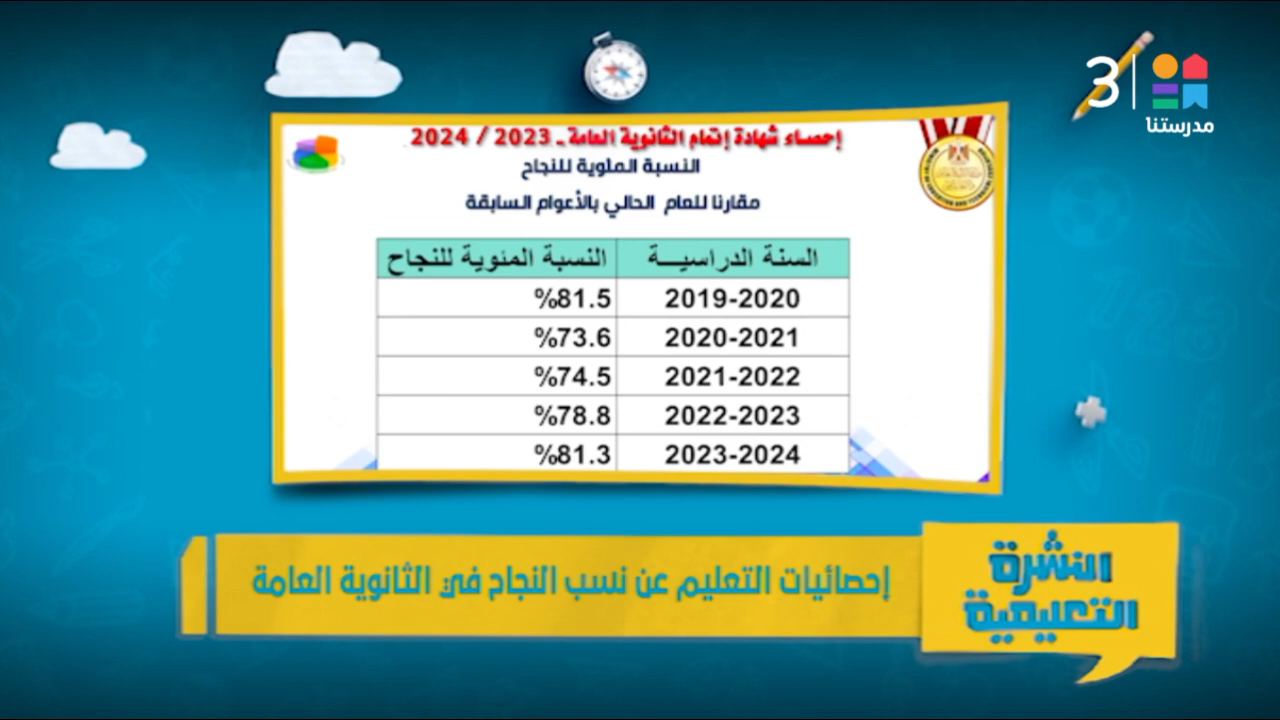 3
مدرستنا
إحصاء شهادة إتمام الثانوية العامة ـ 2023 / 2024
النسبة المئوية للنجاح
مقارنا للعام الحالي بالأعوام السابقة
السنة الدراسيـــة النسبة المئوية للنجاح
2019-2020 %81.5
2020-2021 %73.6
2021-2022 %74.5
2022-2023 %78.8
2023-2024 %81.3
النشرة
التعليمية
إحصائيات التعليم عن نسب النجاح في الثانوية العامة